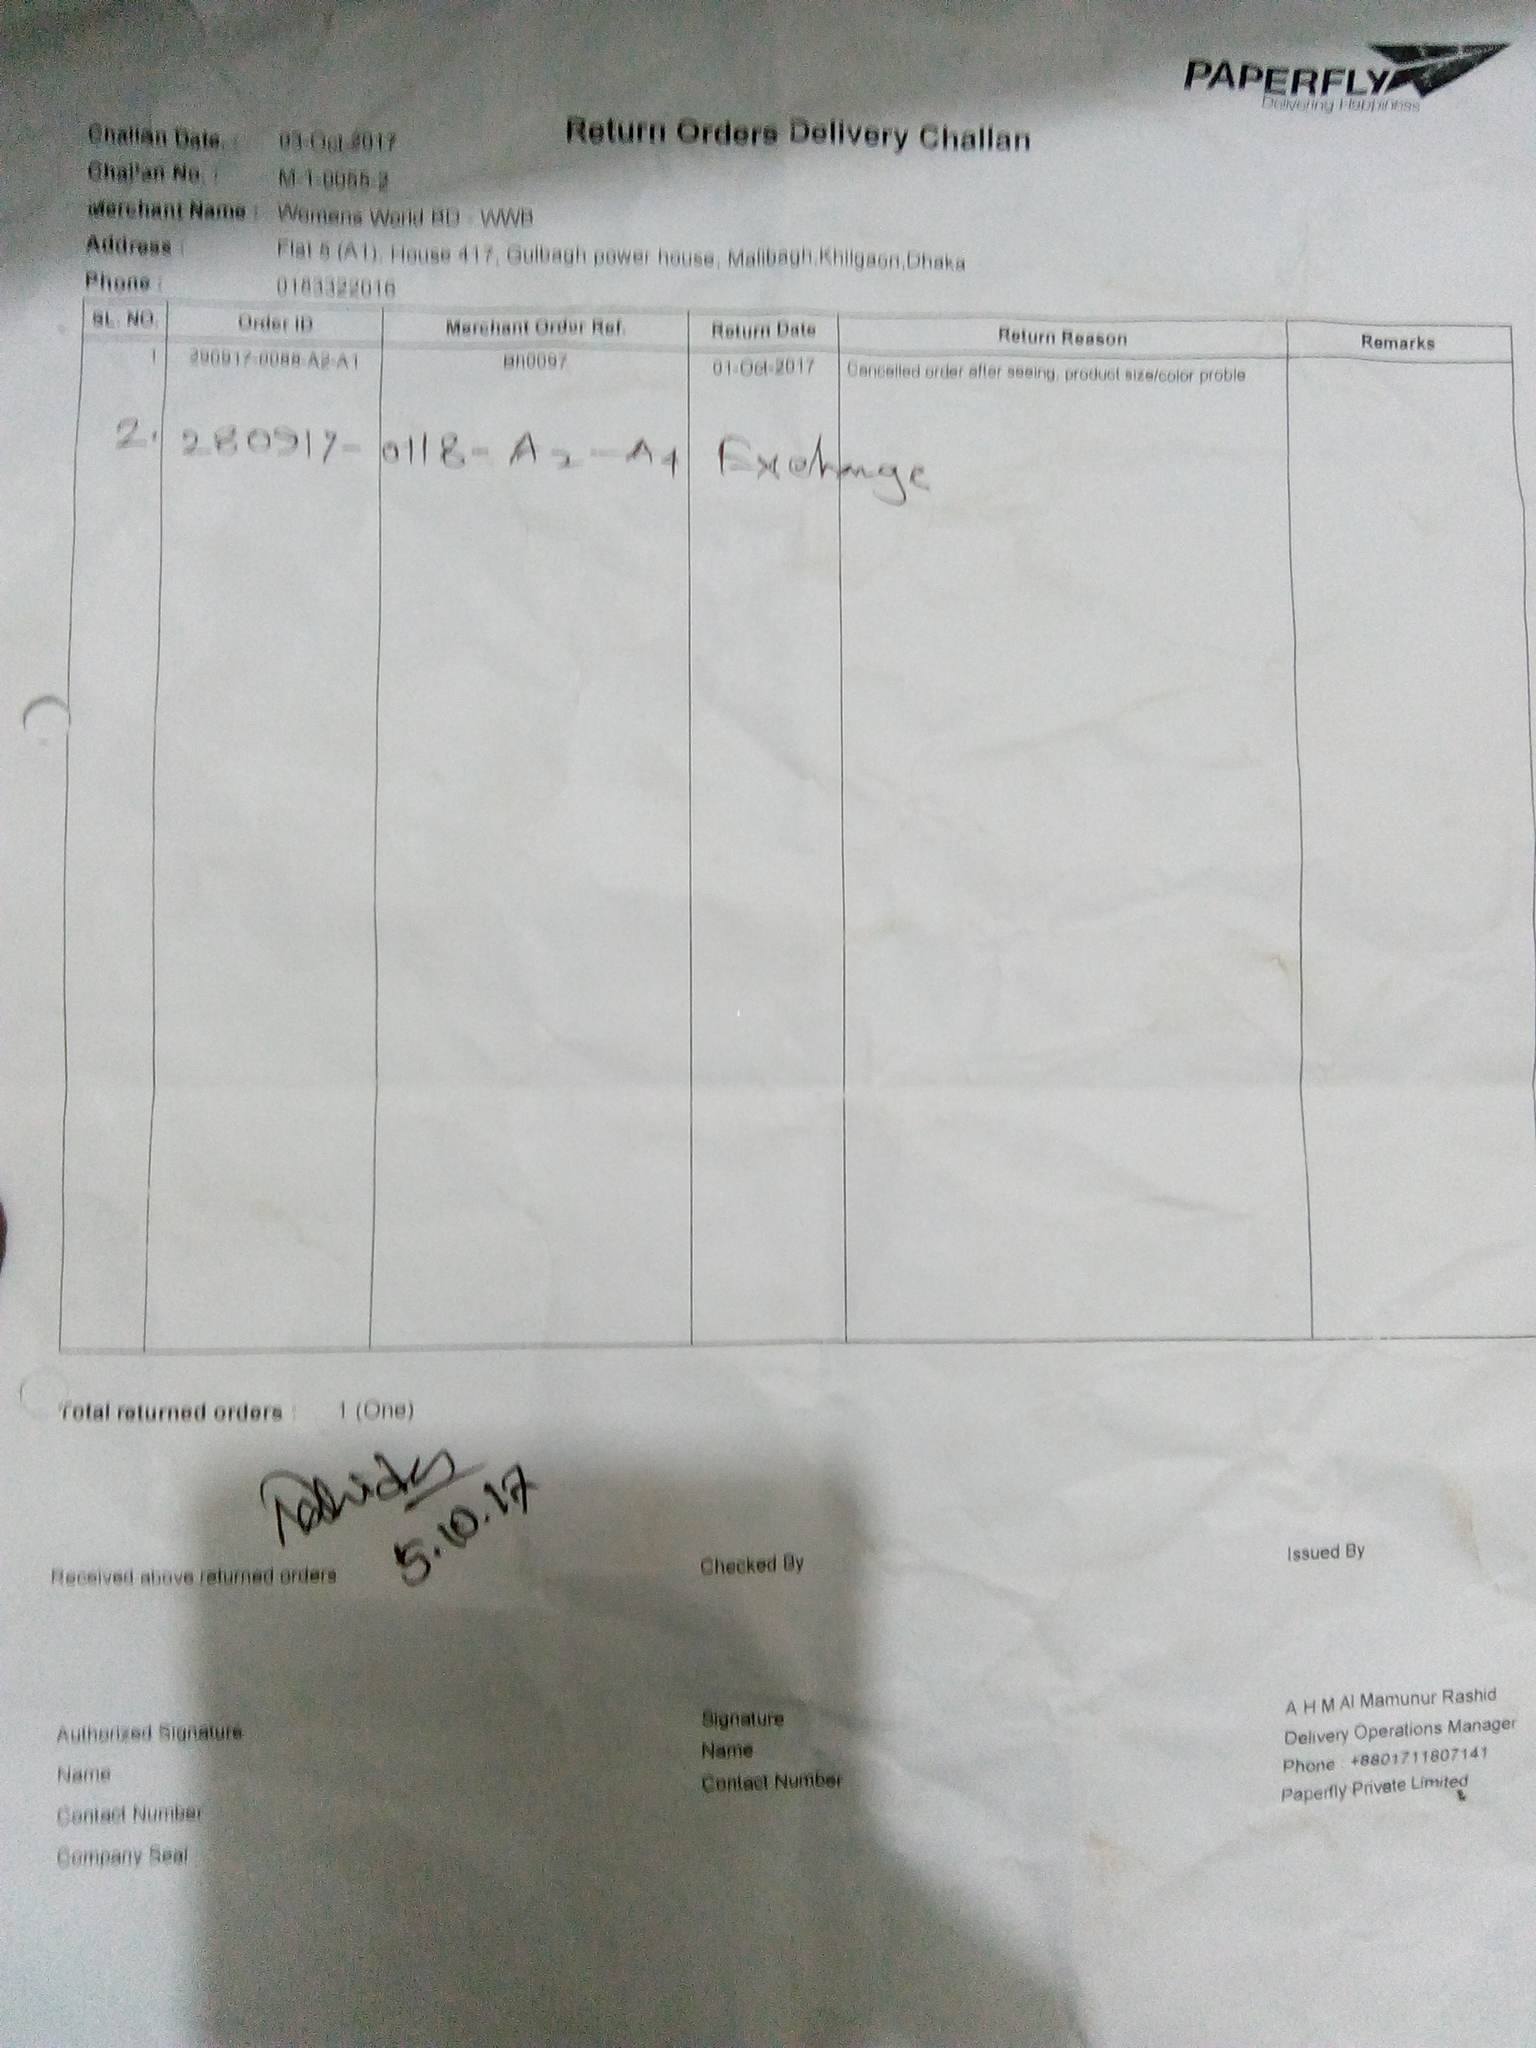 PAPERFLY
Delivering Happiness
Return Orders Delivery Challan
Challan Date. : 03-Oct-2017
Challan No. : M-1-0055-2
Merchant Name : Womens World BD - WWB
Address : Flat 5 (A1), House 417, Gulbagh power house, Malibagh,Khilgaon,Dhaka
Phone : 0183322016
SL. NO. Order ID Merchant Order Ref. Return Date Return Reason Remarks
1 290917-0088-A2-A1 Bh0097 01-Oct-2017 Cancelled order after seeing, product size/color proble
2. 280917-0118-A2-A1 Exchange
Total returned orders : 1 (One)
5.10.17
Received above returned orders Checked By Issued By
Authorized Signature
Name
Contact Number
Company Seal
Signature
Name
Contact Number
A H M Al Mamunur Rashid
Delivery Operations Manager
Phone : +8801711807141
Paperfly Private Limited